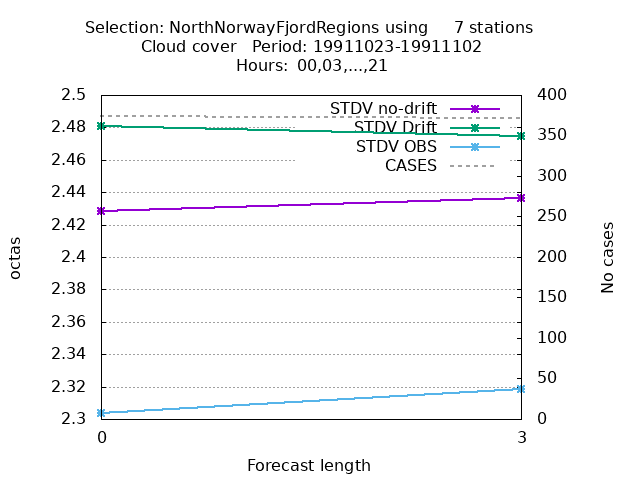 Selection: NorthNorwayFjordRegions using 7 stations
Cloud cover Period: 19911023-19911102
Hours: 00,03,...,21
2.5
2.48
2.46
2.44
2.42
2.4
2.38
2.36
2.34
2.32
2.3
octas
STDV no-drift
STDV Drift
STDV OBS
CASES
400
350
300
250
200
150
100
50
0
No cases
0
3
Forecast length